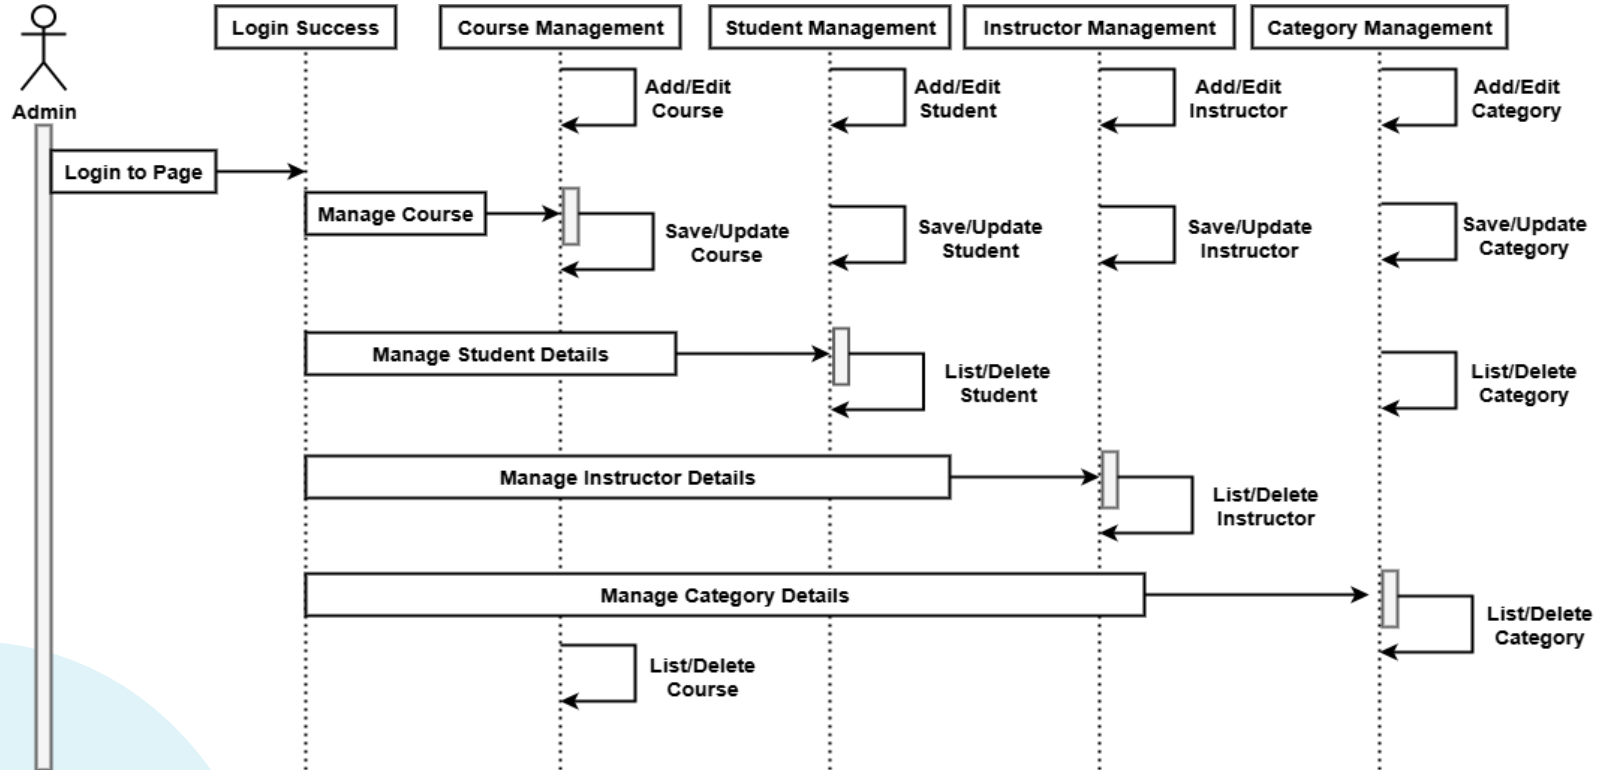 Login Success
Course Management
Student Management
Instructor Management
Category Management
Admin
Add/Edit
Course
Add/Edit
Student
Add/Edit
Instructor
Add/Edit
Category
Login to Page
Manage Course
Save/Update
Course
Save/Update
Student
Save/Update
Instructor
Save/Update
Category
Manage Student Details
List/Delete
Student
List/Delete
Category
Manage Instructor Details
List/Delete
Instructor
Manage Category Details
List/Delete
Category
List/Delete
Course